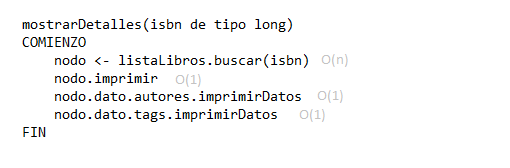 mostrarDetalles(isbn de tipo long)
COMIENZO
nodo <- listaLibros.buscar(isbn) O(n)
nodo.imprimir O(1)
nodo.dato.autores.imprimirDatos O(1)
nodo.dato.tags.imprimirDatos O(1)
FIN